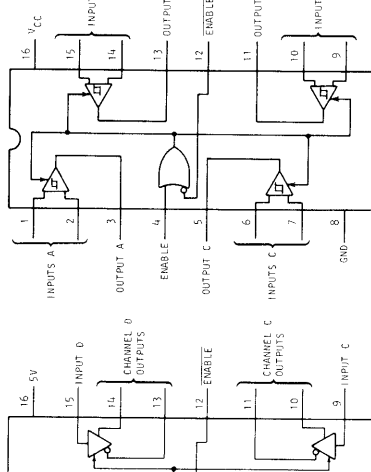 16 VCC
15
14
INPUT
13 OUTPUT
12 ENABLE
11 OUTPUT
10
9
INPUT
1
2
INPUTS A
3
OUTPUT A
4
ENABLE
5
OUTPUT C
6
7
INPUTS C
8
GND
16 5V
15 INPUT D
14
13
CHANNEL D
OUTPUTS
12 ENABLE
11
10
CHANNEL C
OUTPUTS
9 INPUT C